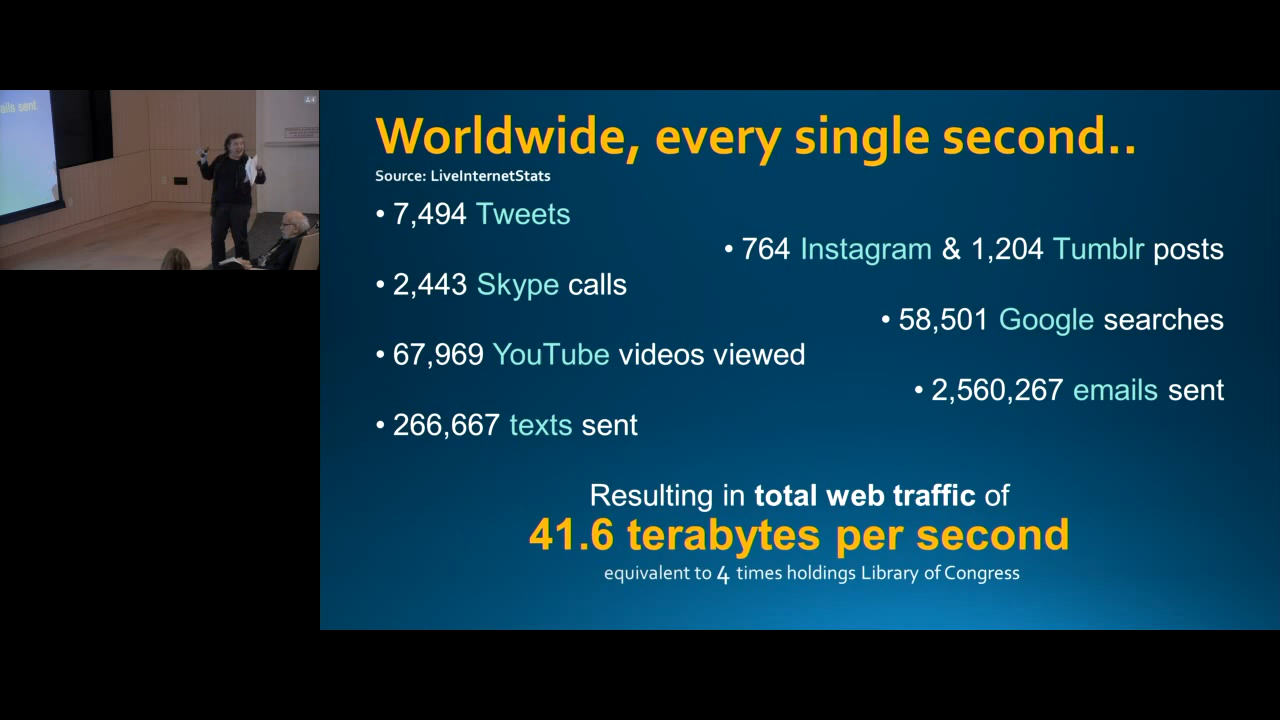 ails sent
Worldwide, every single second..
Source: LiveInternetStats
• 7,494 Tweets
• 764 Instagram & 1,204 Tumblr posts
• 2,443 Skype calls
• 58,501 Google searches
• 67,969 YouTube videos viewed
• 2,560,267 emails sent
• 266,667 texts sent
Resulting in total web traffic of
41.6 terabytes per second
equivalent to 4 times holdings Library of Congress